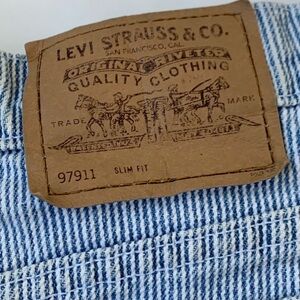 LEVI STRAUSS & CO.
SAN FRANCISCO, CAL.
ORIGINAL RIVETED
QUALITY CLOTHING
TRADE MARK
97911 SLIM FIT